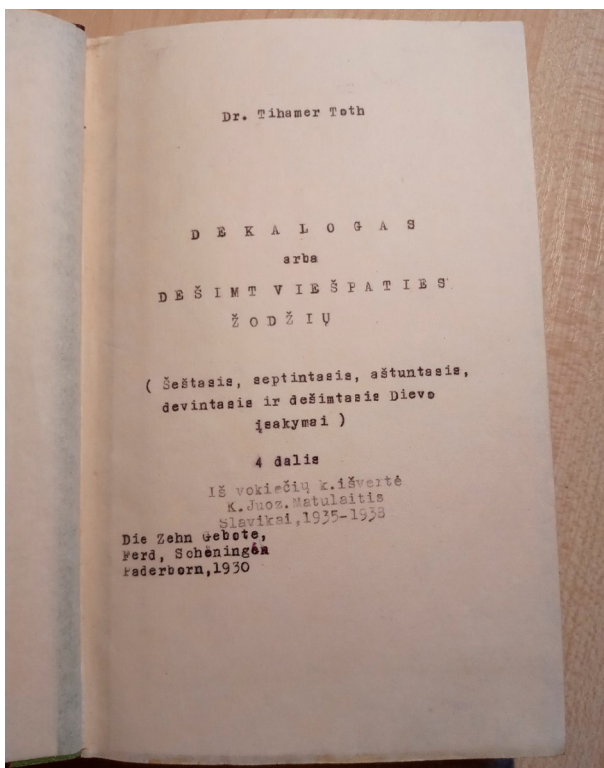 Dr. Tihamer Toth
D E K A L O G A S
arba
D E Š I M T V I E Š P A T I E S
Ž O D Ž I Ų
( Šeštasis, septintasis, aštuntasis,
devintasis ir dešimtasis Dievo
įsakymai )
4 dalis
Iš vokiečių k.išvertė
K.Juoz.Matulaitis
Slavikai,1935-1938
Die Zehn Gebote,
Ferd, Schėningėn
Paderborn,1930